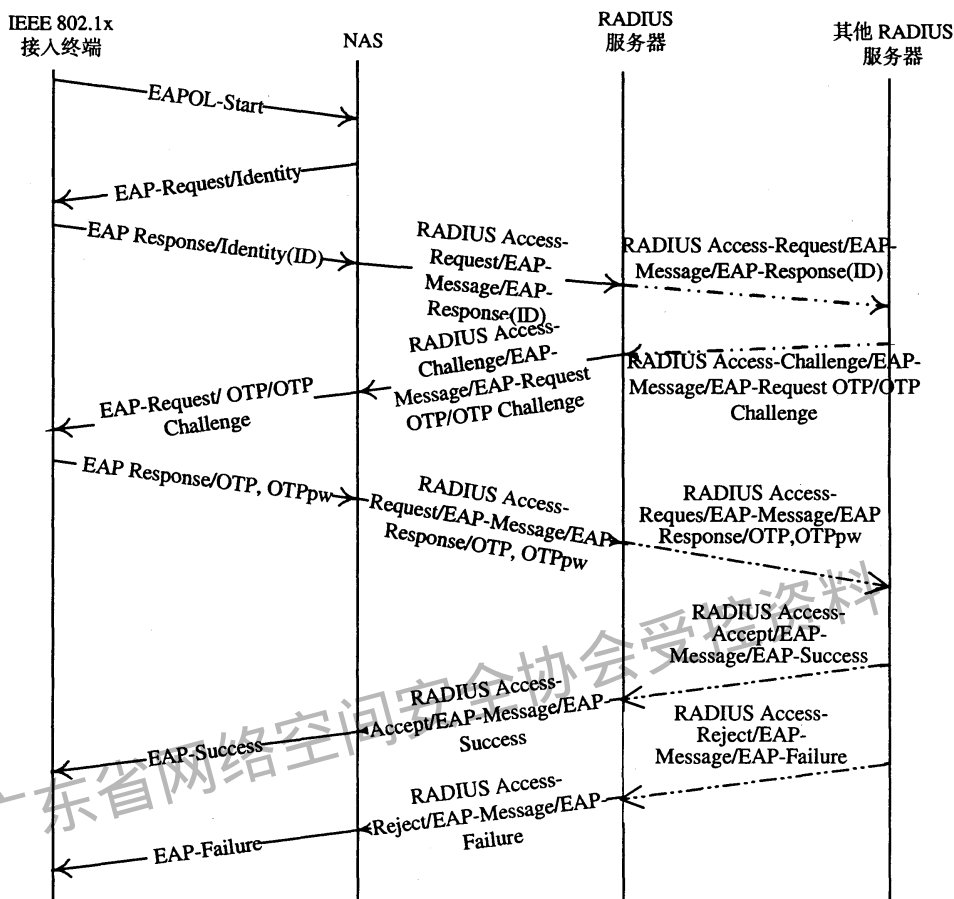 IEEE 802.1x
接入终端
NAS
RADIUS
服务器
其他 RADIUS
服务器
EAPOL-Start
EAP-Request/Identity
EAP Response/Identity(ID)
RADIUS Access-
Request/EAP-
Message/EAP-
Response(ID)
RADIUS Access-Request/EAP-
Message/EAP-Response(ID)
RADIUS Access-
Challenge/EAP-
Message/EAP-Request
OTP/OTP Challenge
RADIUS Access-Challenge/EAP-
Message/EAP-Request OTP/OTP
Challenge
EAP-Request/ OTP/OTP
Challenge
EAP Response/OTP, OTPpw
RADIUS Access-
Request/EAP-Message/EAP
Response/OTP, OTPpw
RADIUS Access-
Reques/EAP-Message/EAP
Response/OTP,OTPpw
RADIUS Access-
Accept/EAP-
Message/EAP-Success
RADIUS Access-
Accept/EAP-Message/EAP
Success
EAP-Success
RADIUS Access-
Reject/EAP-
Message/EAP-Failure
RADIUS Access-
Reject/EAP-Message/EAP
Failure
EAP-Failure
广东省网络空间安全协会受控资料